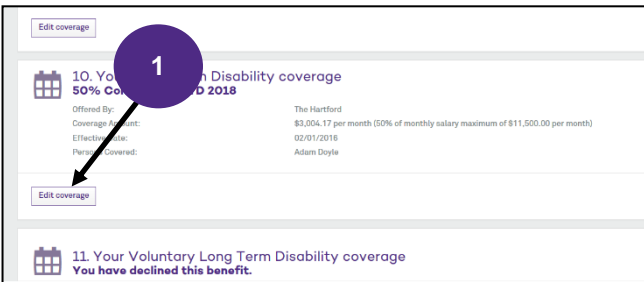 Edit coverage
1
10. Yo Disability coverage
50% Co D 2018
Offered By: The Hartford
Coverage Amount: $3,004.17 per month (50% of monthly salary maximum of $11,500.00 per month)
Effective Date: 02/01/2016
Persons Covered: Adam Doyle
Edit coverage
11. Your Voluntary Long Term Disability coverage
You have declined this benefit.